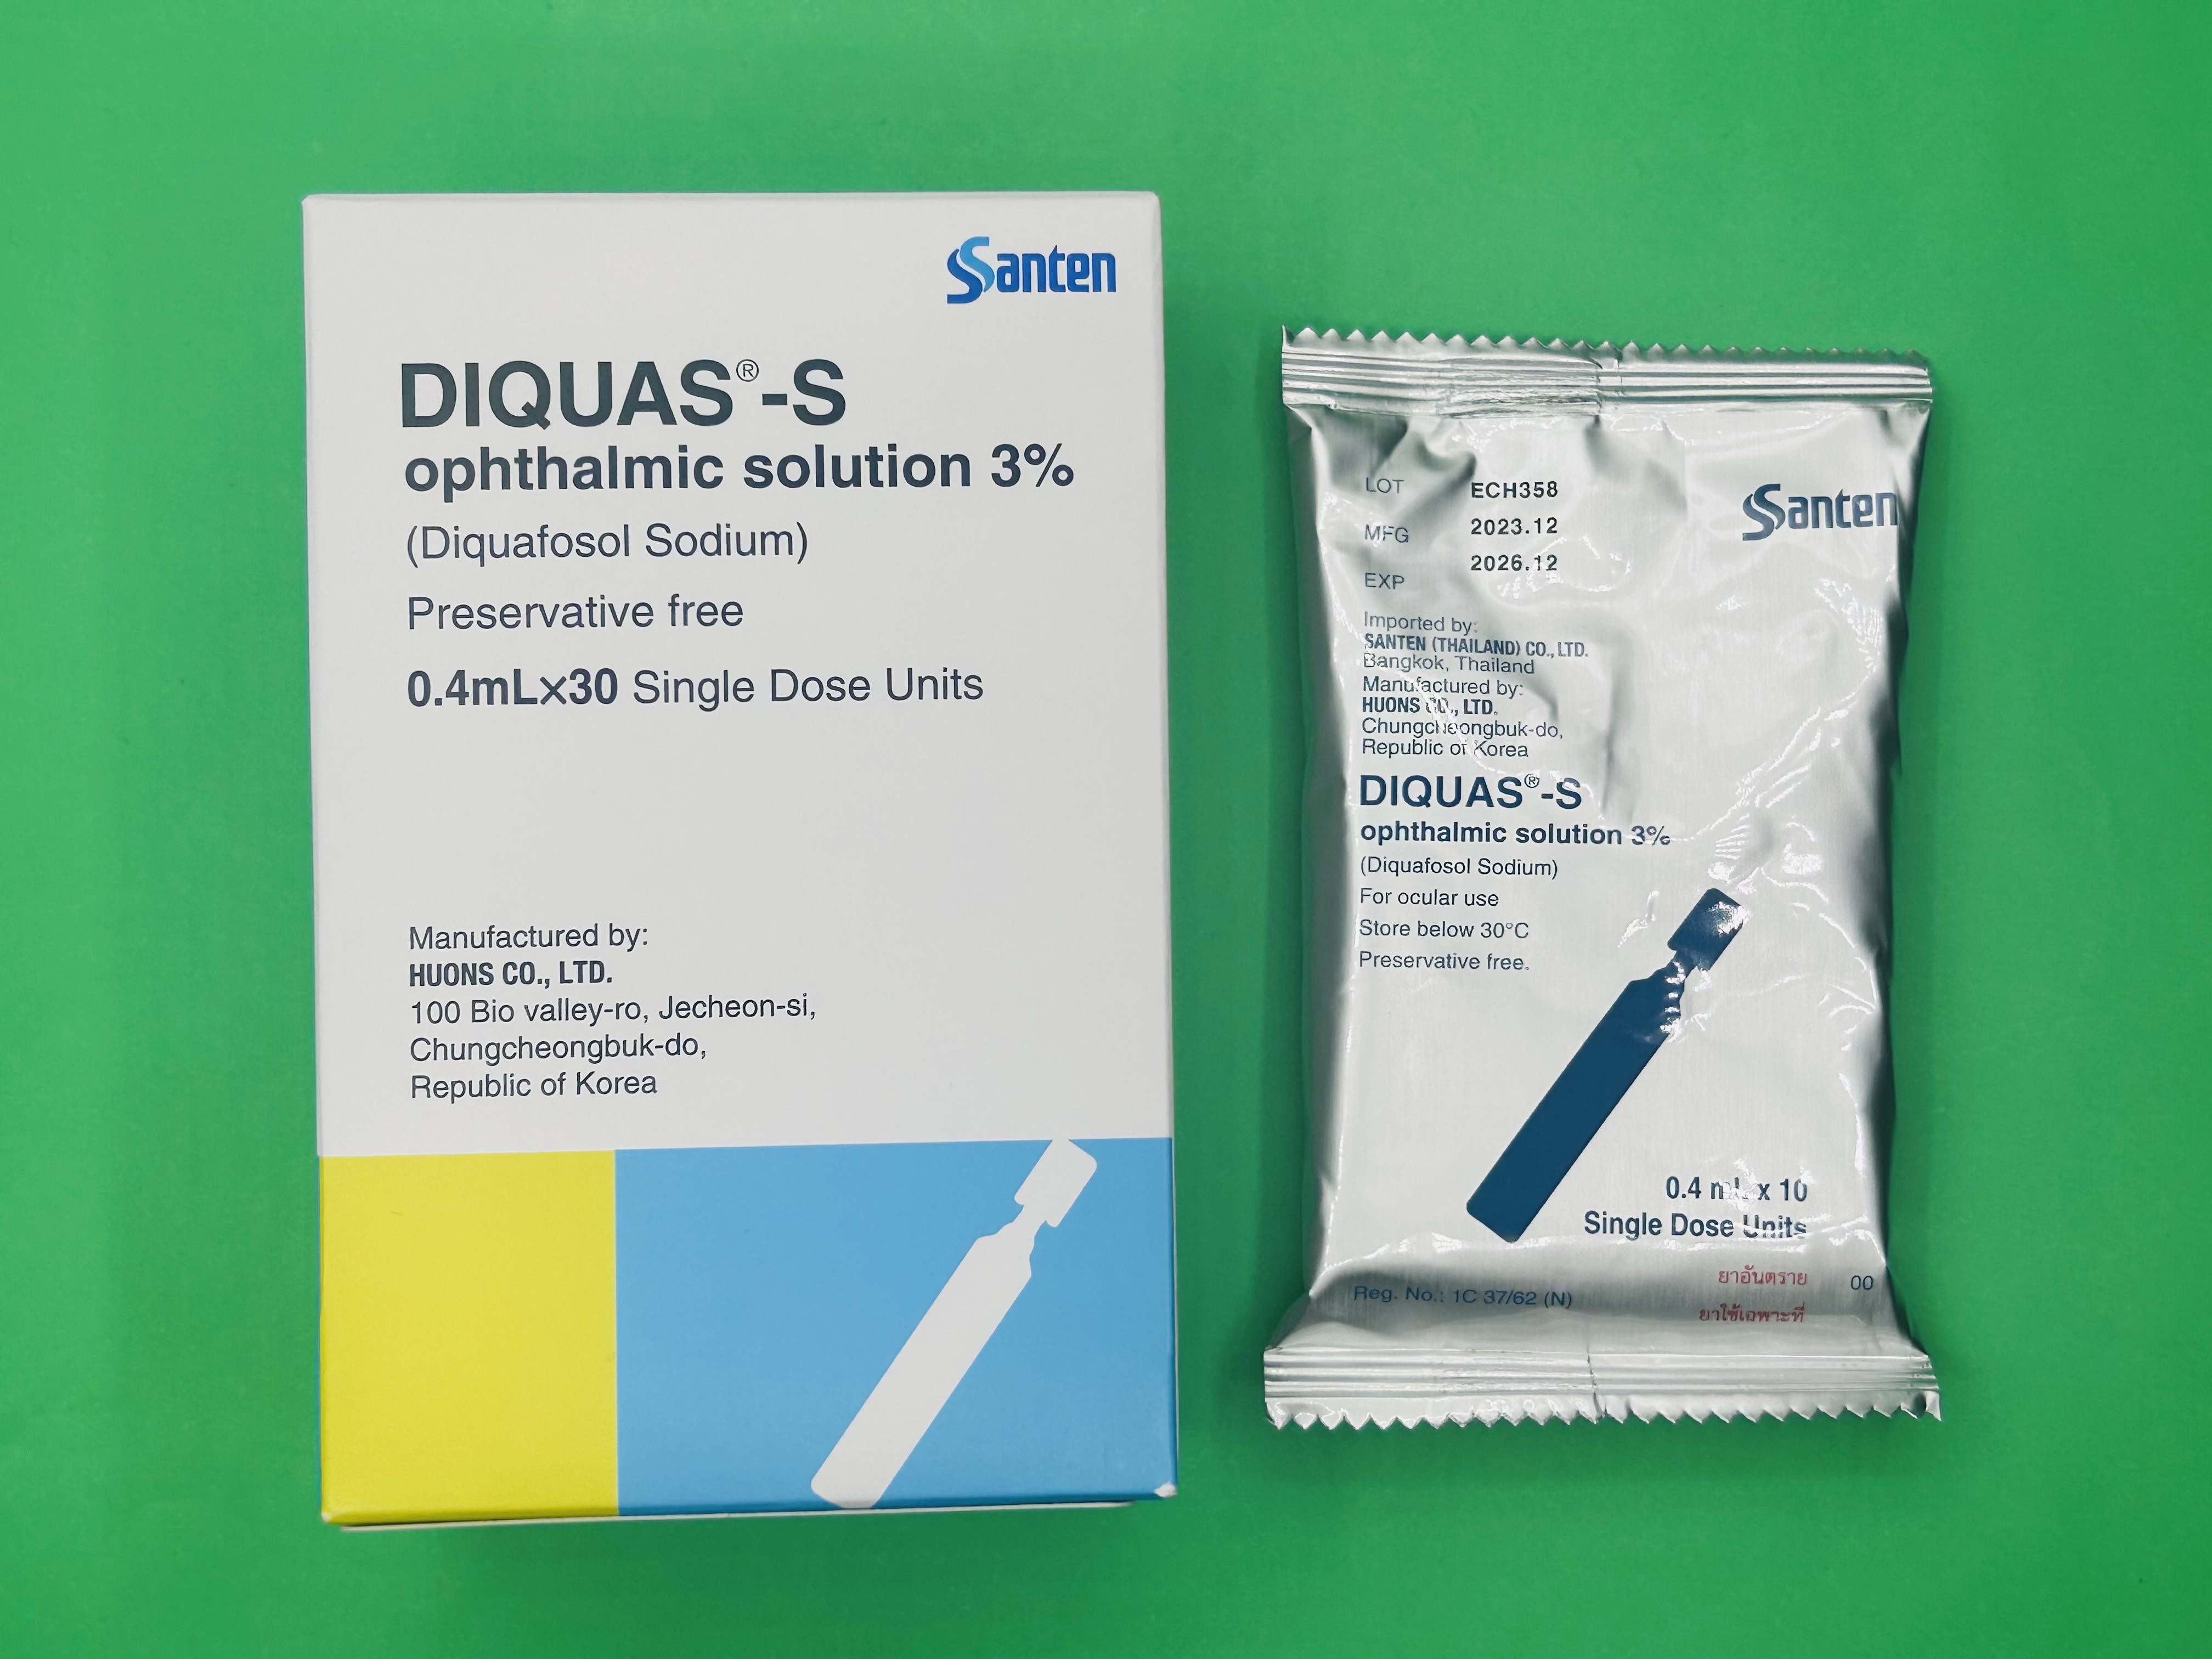 Santen
DIQUAS®-S
ophthalmic solution 3%
(Diquafosol Sodium)
Preservative free
0.4mL×30 Single Dose Units
Manufactured by:
HUONS CO., LTD.
100 Bio valley-ro, Jecheon-si,
Chungcheongbuk-do,
Republic of Korea
LOT ECH358
MFG 2023.12
EXP 2026.12
Santen
Imported by:
SANTEN (THAILAND) CO., LTD.
Bangkok, Thailand
Manufactured by:
HUONS CO., LTD.
Chungcheongbuk-do,
Republic of Korea
DIQUAS®-S
ophthalmic solution 3%
(Diquafosol Sodium)
For ocular use
Store below 30°C
Preservative free.
0.4 mL x 10
Single Dose Units
ยาอันตราย 00
Reg. No.: 1C 37/62 (N)
ยาใช้เฉพาะที่